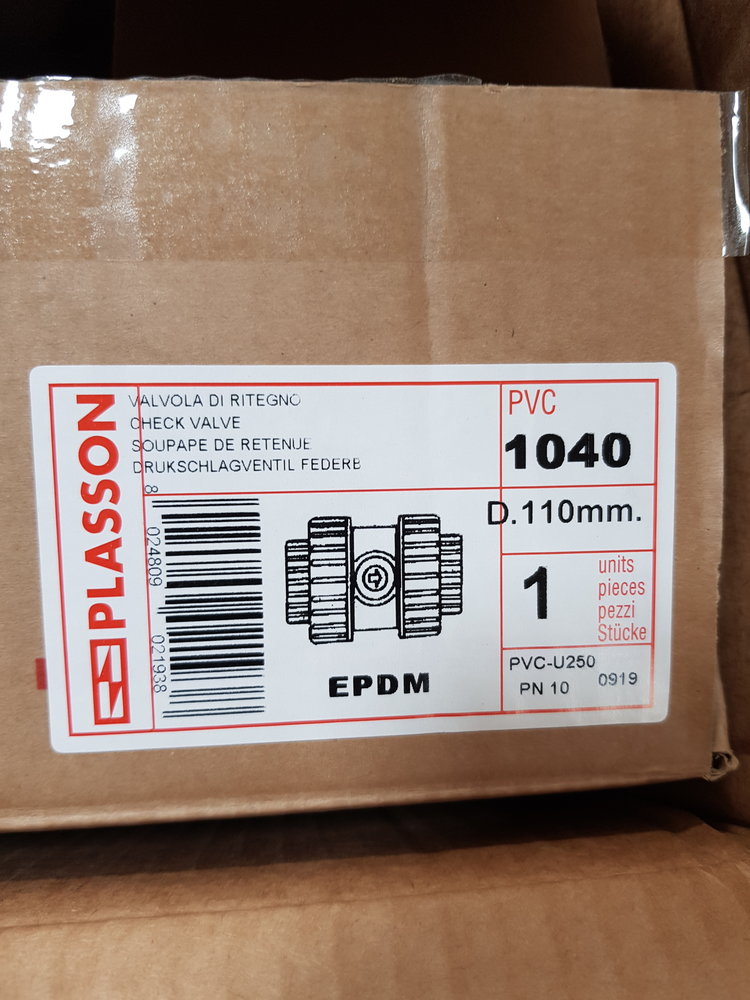 PLASSON
VALVOLA DI RITEGNO
CHECK VALVE
SOUPAPE DE RETENUE
DRUKSCHLAGVENTIL FEDERB
PVC
1040
D.110mm.
8 024809 021938
EPDM
1
units
pieces
pezzi
Stücke
PVC-U250
PN 10
0919